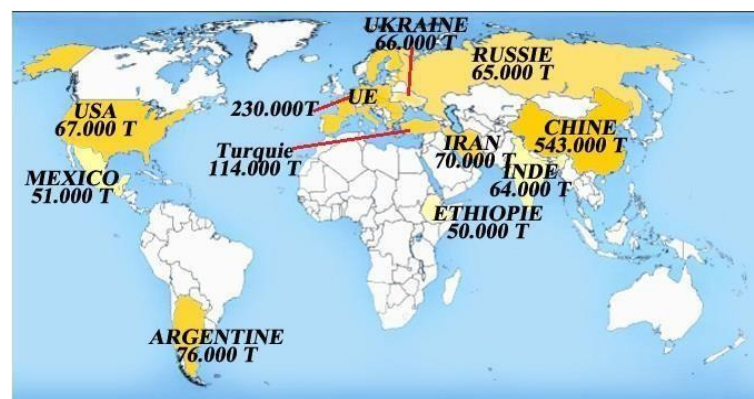 UKRAINE
66.000 T
RUSSIE
65.000 T
USA
67.000 T
230.000T
UE
Turquie
114.000 T
IRAN
70.000 T
CHINE
543.000 T
INDE
64.000 T
MEXICO
51.000 T
ETHIOPIE
50.000 T
ARGENTINE
76.000 T